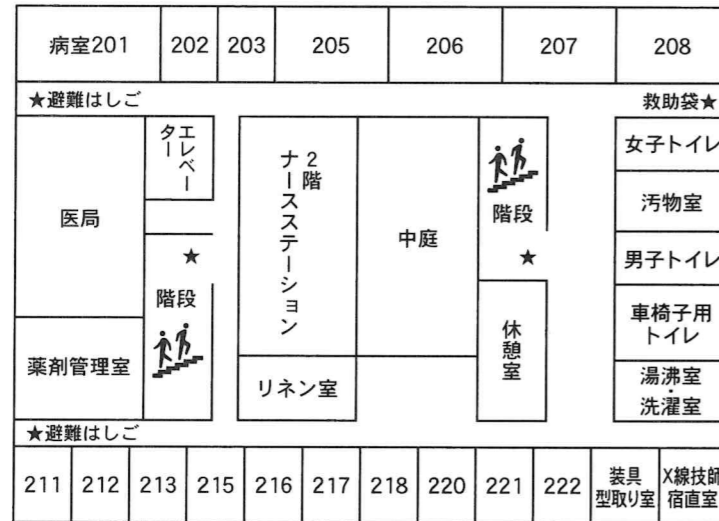 病室201
202
203
205
206
207
208
★避難はしご
救助袋★
医局
エレベーター
2階
ナースステーション
中庭
階段
★
女子トイレ
汚物室
男子トイレ
車椅子用
トイレ
湯沸室・
洗濯室
★
階段
薬剤管理室
リネン室
休憩室
★避難はしご
211
212
213
215
216
217
218
220
221
222
装具
型取り室
X線技師
宿直室